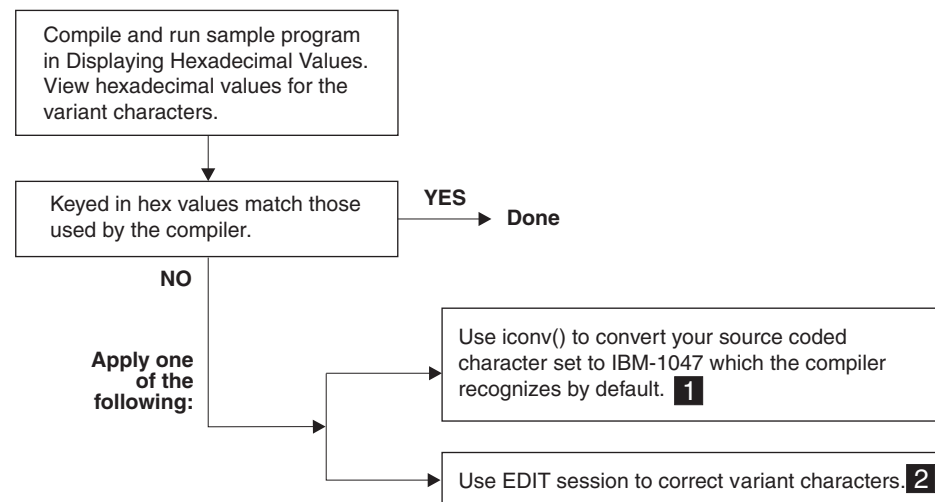 Compile and run sample program
in Displaying Hexadecimal Values.
View hexadecimal values for the
variant characters.
Keyed in hex values match those
used by the compiler.
YES
Done
NO
Apply one
of the
following:
Use iconv() to convert your source coded
character set to IBM-1047 which the compiler
recognizes by default. 1
Use EDIT session to correct variant characters. 2